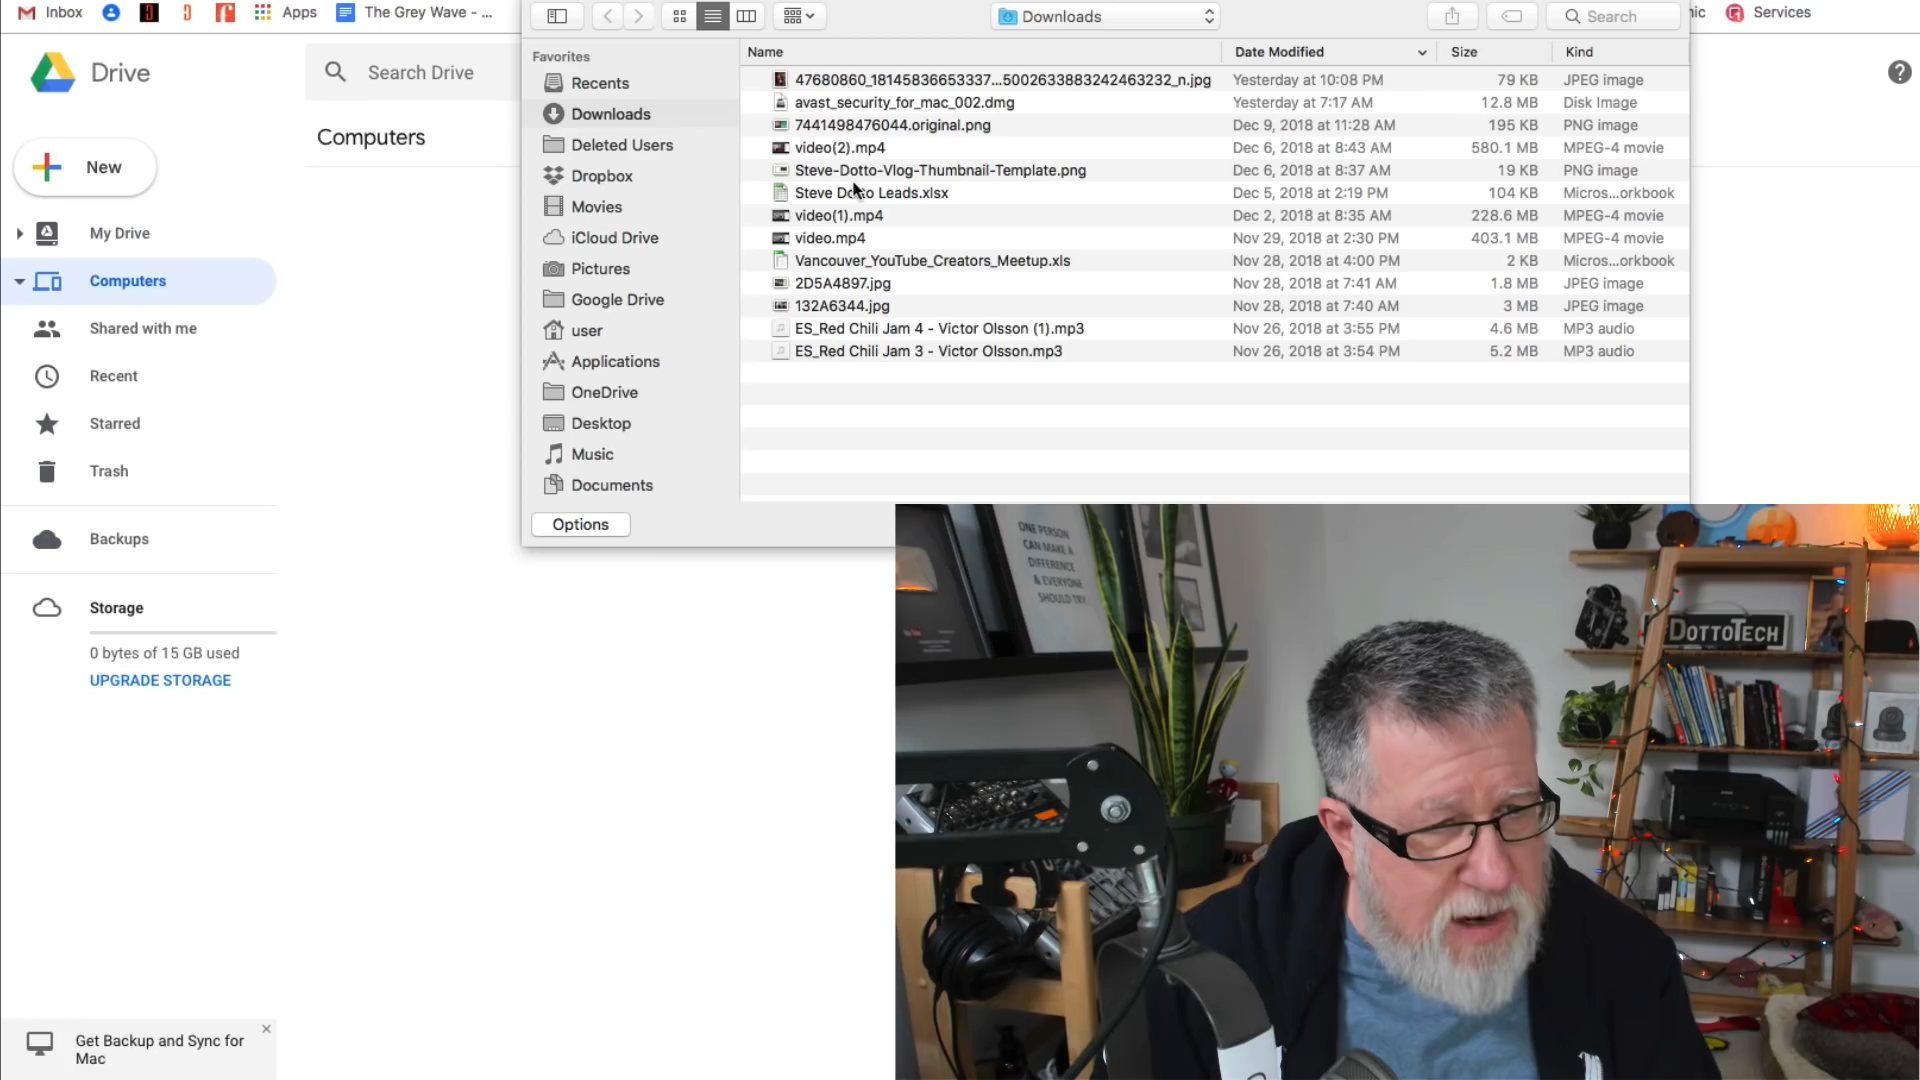 Inbox
Apps
The Grey Wave - ...
Downloads
Search
Services
Drive
Search Drive
Computers
New
My Drive
Computers
Shared with me
Recent
Starred
Trash
Backups
Storage
0 bytes of 15 GB used
UPGRADE STORAGE
Get Backup and Sync for
Mac
Favorites
Recents
Downloads
Deleted Users
Dropbox
Movies
iCloud Drive
Pictures
Google Drive
user
Applications
OneDrive
Desktop
Music
Documents
Options
Name Date Modified Size Kind
47680860_18145836653337...5002633883242463232_n.jpg Yesterday at 10:08 PM 79 KB JPEG image
avast_security_for_mac_002.dmg Yesterday at 7:17 AM 12.8 MB Disk Image
7441498476044.original.png Dec 9, 2018 at 11:28 AM 195 KB PNG image
video(2).mp4 Dec 6, 2018 at 8:43 AM 580.1 MB MPEG-4 movie
Steve-Dotto-Vlog-Thumbnail-Template.png Dec 6, 2018 at 8:37 AM 19 KB PNG image
Steve Dotto Leads.xlsx Dec 5, 2018 at 2:19 PM 104 KB Micros...orkbook
video(1).mp4 Dec 2, 2018 at 8:35 AM 228.6 MB MPEG-4 movie
video.mp4 Nov 29, 2018 at 2:30 PM 403.1 MB MPEG-4 movie
Vancouver_YouTube_Creators_Meetup.xls Nov 28, 2018 at 4:00 PM 2 KB Micros...orkbook
2D5A4897.jpg Nov 28, 2018 at 7:41 AM 1.8 MB JPEG image
132A6344.jpg Nov 28, 2018 at 7:40 AM 3 MB JPEG image
ES_Red Chili Jam 4 - Victor Olsson (1).mp3 Nov 26, 2018 at 3:55 PM 4.6 MB MP3 audio
ES_Red Chili Jam 3 - Victor Olsson.mp3 Nov 26, 2018 at 3:54 PM 5.2 MB MP3 audio
ONE PERSON
CAN MAKE A
DIFFERENCE
& EVERYONE
SHOULD TRY.
DOTTOTECH